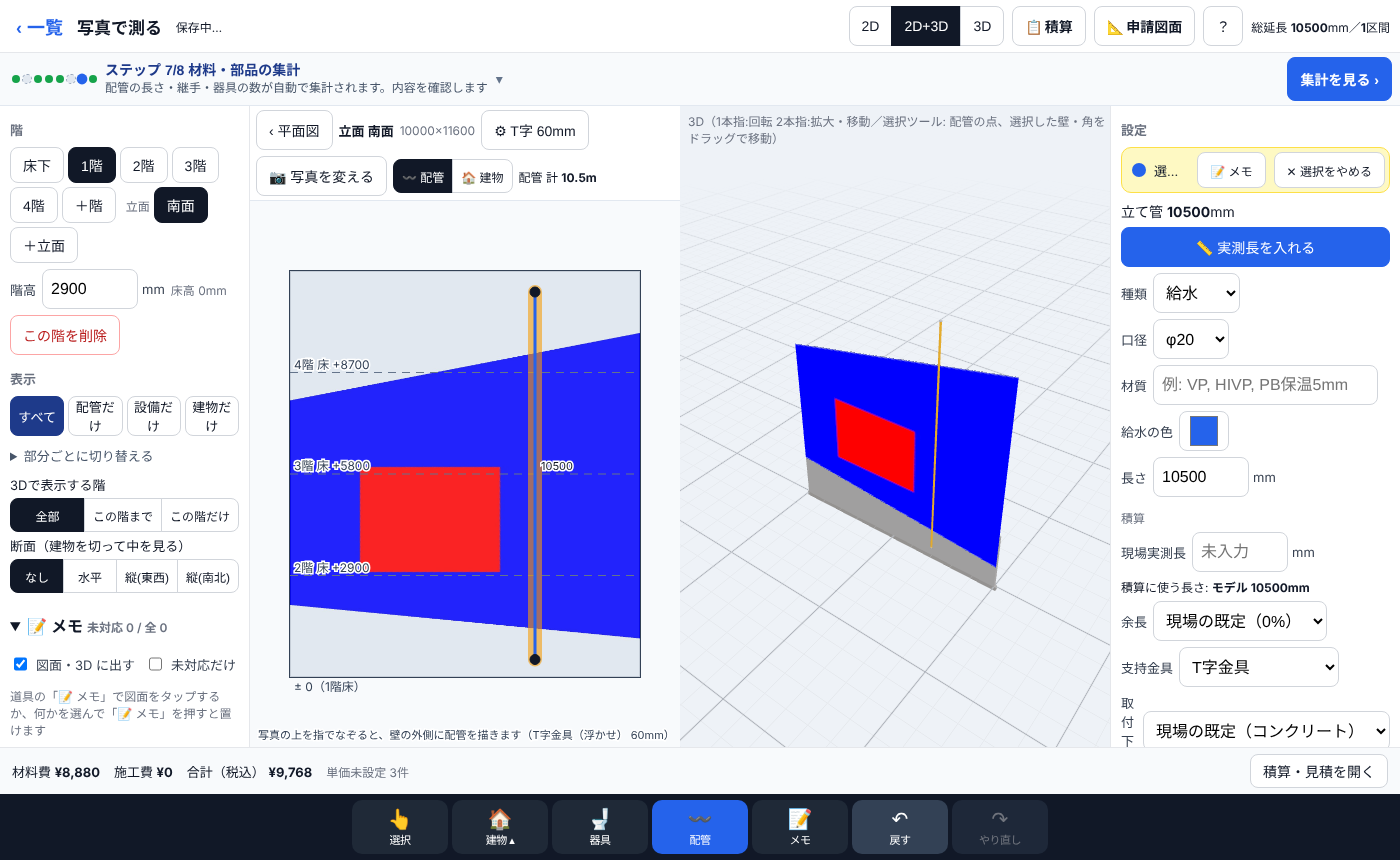 ‹ 一覧 写真で測る 保存中...
2D 2D+3D 3D 📋 積算 📐 申請図面 ? 総延長 10500mm／1区間
ステップ 7/8 材料・部品の集計
配管の長さ・継手・器具の数が自動で集計されます。内容を確認します ▼
集計を見る ›
階
床下 1階 2階 3階
4階 ＋階 立面 南面
＋立面
階高 2900 mm 床高 0mm
この階を削除
表示
すべて 配管だけ 設備だけ 建物だけ
▶ 部分ごとに切り替える
3Dで表示する階
全部 この階まで この階だけ
断面（建物を切って中を見る）
なし 水平 縦(東西) 縦(南北)
▼ 📝 メモ 未対応 0 / 全 0
図面・3D に出す 未対応だけ
道具の「📝 メモ」で図面をタップする
か、何かを選んで「📝 メモ」を押すと置
けます
‹ 平面図 立面 南面 10000×11600 ⚙ T字 60mm
📷 写真を変える 〰️ 配管 🏠 建物 配管 計 10.5m
4階 床 +8700
3階 床 +5800
10500
2階 床 +2900
± 0（1階床）
写真の上を指でなぞると、壁の外側に配管を描きます（T字金具（浮かせ） 60mm）
3D（1本指:回転 2本指:拡大・移動／選択ツール: 配管の点、選択した壁・角を
ドラッグで移動）
設定
選... 📝 メモ ✕ 選択をやめる
立て管 10500mm
📏 実測長を入れる
種類 給水
口径 φ20
材質 例: VP, HIVP, PB保温5mm
給水の色
長さ 10500 mm
積算
現場実測長 未入力 mm
積算に使う長さ: モデル 10500mm
余長 現場の既定（0%）
支持金具 T字金具
取付下 現場の既定（コンクリート）
材料費 ¥8,880 施工費 ¥0 合計（税込） ¥9,768 単価未設定 3件
積算・見積を開く
👆 🏠 🚽 〰️ 📝 ↶ ↷
選択 建物▲ 器具 配管 メモ 戻す やり直し